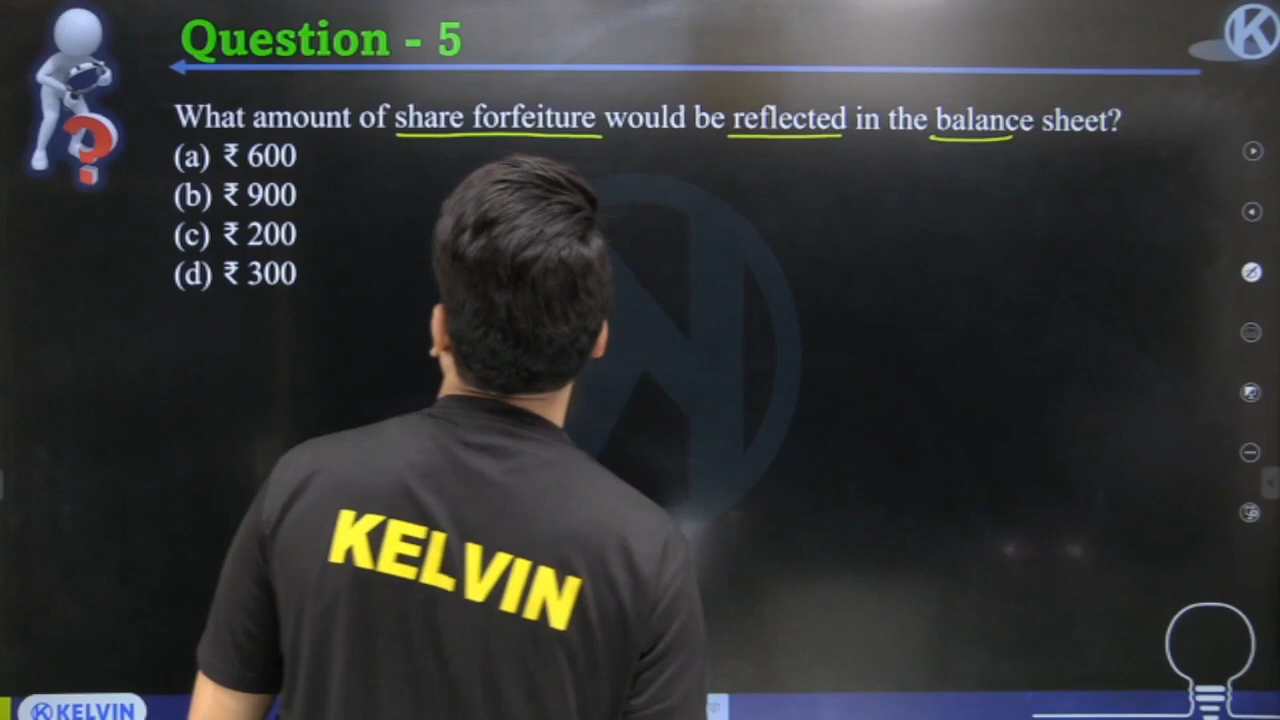 Question - 5
What amount of share forfeiture would be reflected in the balance sheet?
(a) ₹ 600
(b) ₹ 900
(c) ₹ 200
(d) ₹ 300
KELVIN
KELVIN